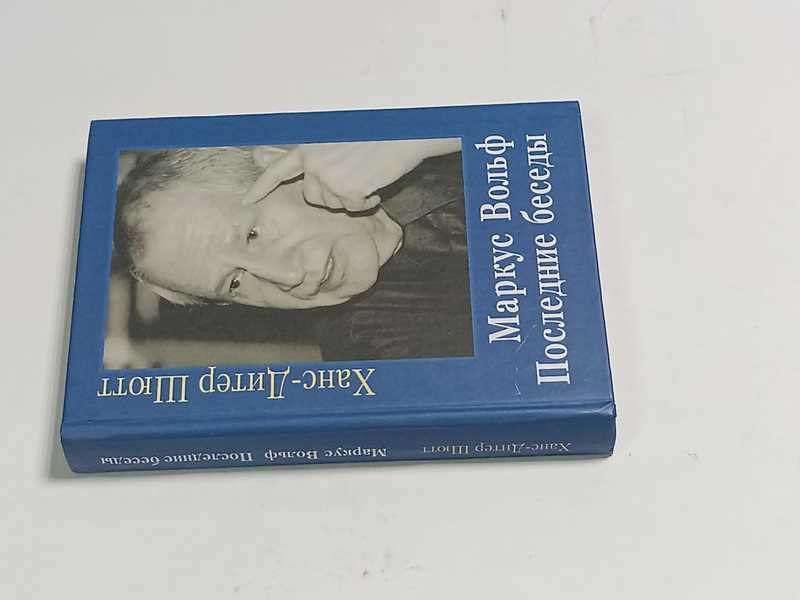 Ханс-Дитер Шютт
Маркус Вольф
Последние беседы
Ханс-Дитер Шютт Маркус Вольф Последние беседы